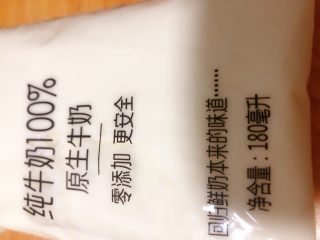 纯牛奶100%
原生牛奶
零添加 更安全
回归鲜奶本来的味道......
净含量：180毫升